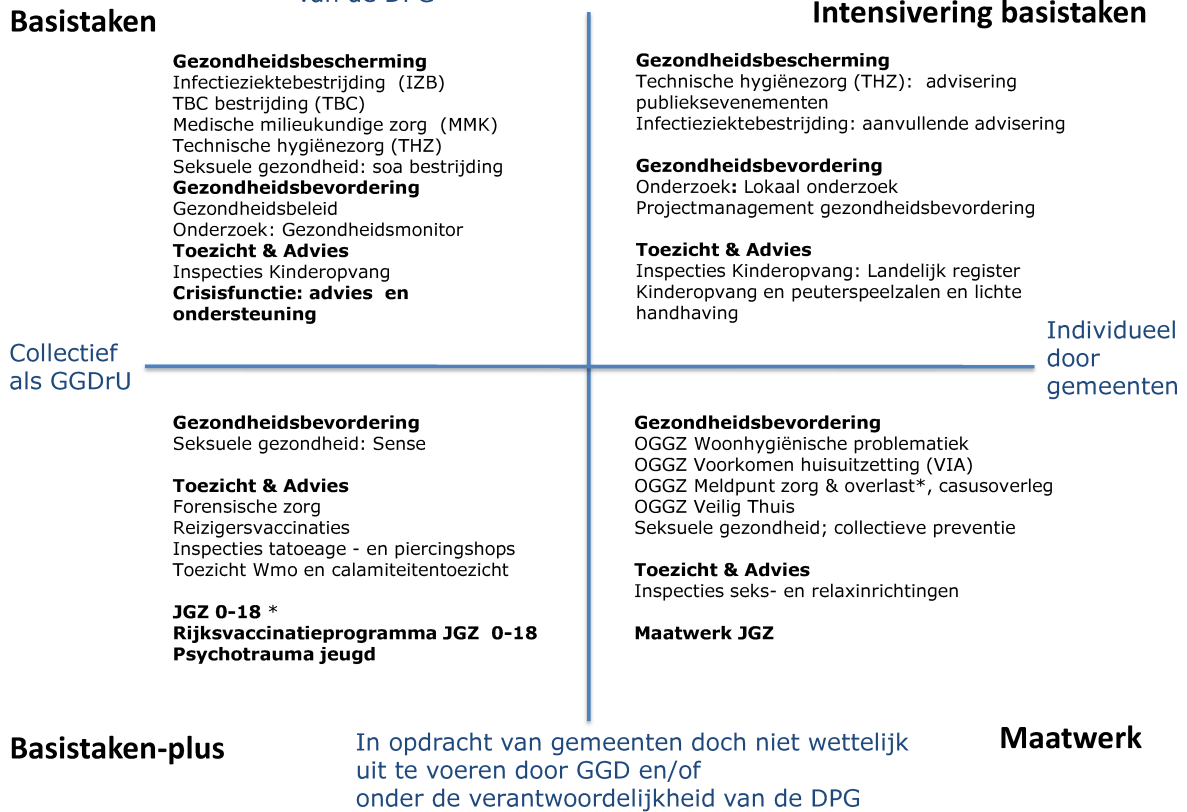 van de DPG
Basistaken
Intensivering basistaken
Gezondheidsbescherming
Infectieziektebestrijding (IZB)
TBC bestrijding (TBC)
Medische milieukundige zorg (MMK)
Technische hygiënezorg (THZ)
Seksuele gezondheid: soa bestrijding
Gezondheidsbevordering
Gezondheidsbeleid
Onderzoek: Gezondheidsmonitor
Toezicht & Advies
Inspecties Kinderopvang
Crisisfunctie: advies en
ondersteuning
Gezondheidsbescherming
Technische hygiënezorg (THZ): advisering
publieksevenementen
Infectieziektebestrijding: aanvullende advisering
Gezondheidsbevordering
Onderzoek: Lokaal onderzoek
Projectmanagement gezondheidsbevordering
Toezicht & Advies
Inspecties Kinderopvang: Landelijk register
Kinderopvang en peuterspeelzalen en lichte
handhaving
Collectief
als GGDrU
Individueel
door
gemeenten
Gezondheidsbevordering
Seksuele gezondheid: Sense
Toezicht & Advies
Forensische zorg
Reizigersvaccinaties
Inspecties tatoeage - en piercingshops
Toezicht Wmo en calamiteitentoezicht
JGZ 0-18 *
Rijksvaccinatieprogramma JGZ 0-18
Psychotrauma jeugd
Gezondheidsbevordering
OGGZ Woonhygiënische problematiek
OGGZ Voorkomen huisuitzetting (VIA)
OGGZ Meldpunt zorg & overlast*, casusoverleg
OGGZ Veilig Thuis
Seksuele gezondheid; collectieve preventie
Toezicht & Advies
Inspecties seks- en relaxinrichtingen
Maatwerk JGZ
Basistaken-plus
In opdracht van gemeenten doch niet wettelijk
uit te voeren door GGD en/of
onder de verantwoordelijkheid van de DPG
Maatwerk